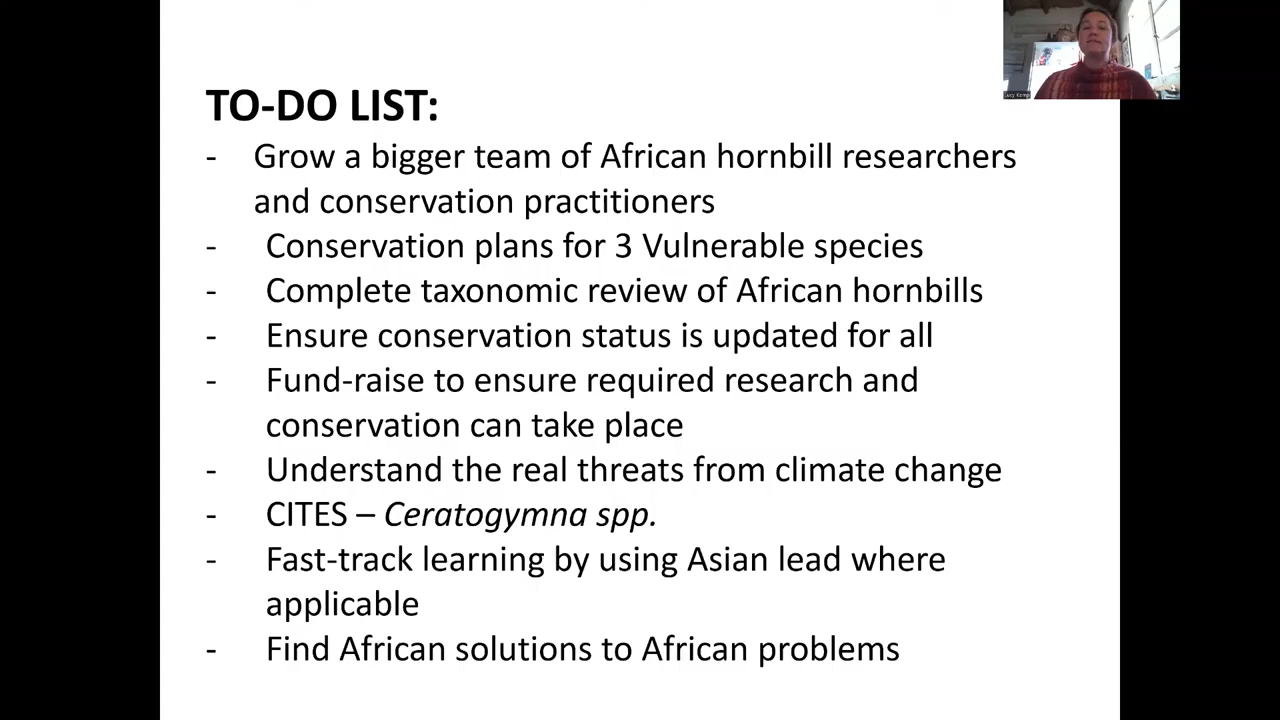 Lucy Kemp
TO-DO LIST:
- Grow a bigger team of African hornbill researchers
and conservation practitioners
- Conservation plans for 3 Vulnerable species
- Complete taxonomic review of African hornbills
- Ensure conservation status is updated for all
- Fund-raise to ensure required research and
conservation can take place
- Understand the real threats from climate change
- CITES – Ceratogymna spp.
- Fast-track learning by using Asian lead where
applicable
- Find African solutions to African problems